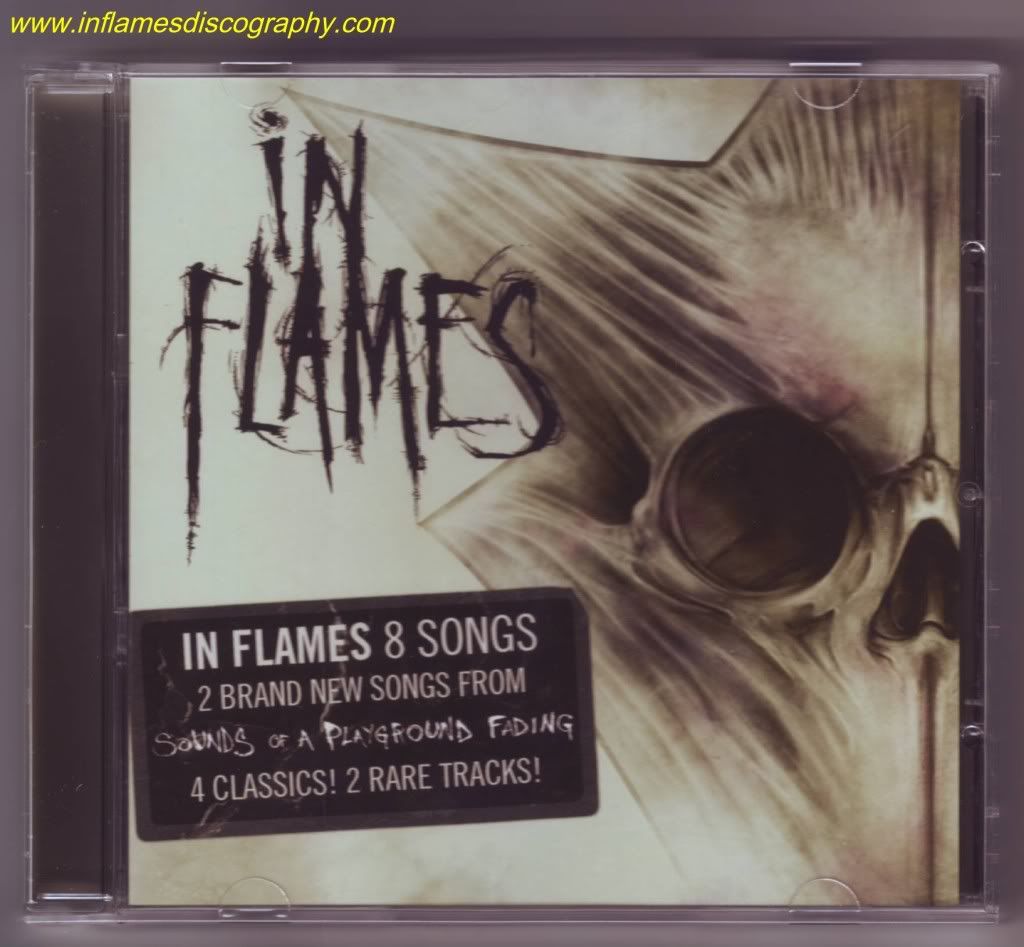 www.inflamesdiscography.com
iN
FLAMES
IN FLAMES 8 SONGS
2 BRAND NEW SONGS FROM
SOUNDS OF A PLAYGROUND FADING
4 CLASSICS! 2 RARE TRACKS!